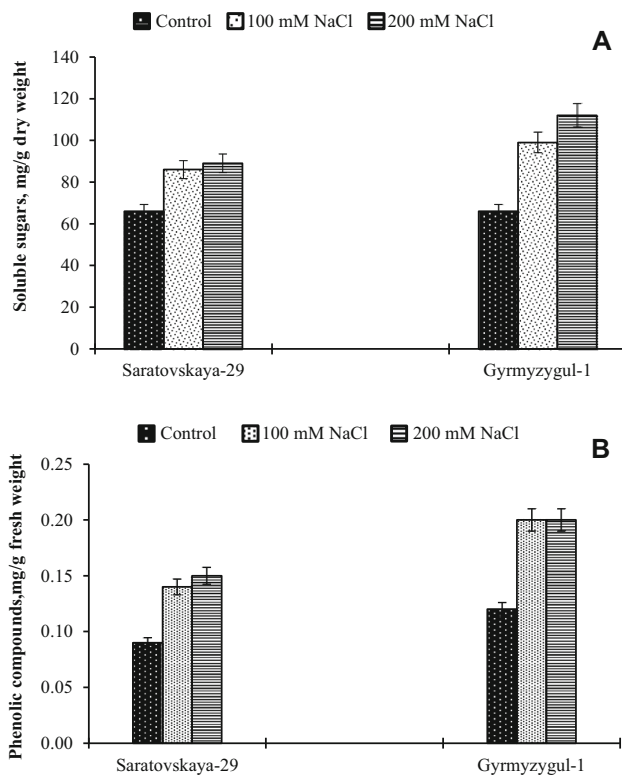 Control 100 mM NaCl 200 mM NaCl
A
Soluble sugars, mg/g dry weight
140
120
100
80
60
40
20
0
Saratovskaya-29 Gyrmyzygul-1
Control 100 mM NaCl 200 mM NaCl
B
Phenolic compounds,mg/g fresh weight
0.25
0.20
0.15
0.10
0.05
0.00
Saratovskaya-29 Gyrmyzygul-1